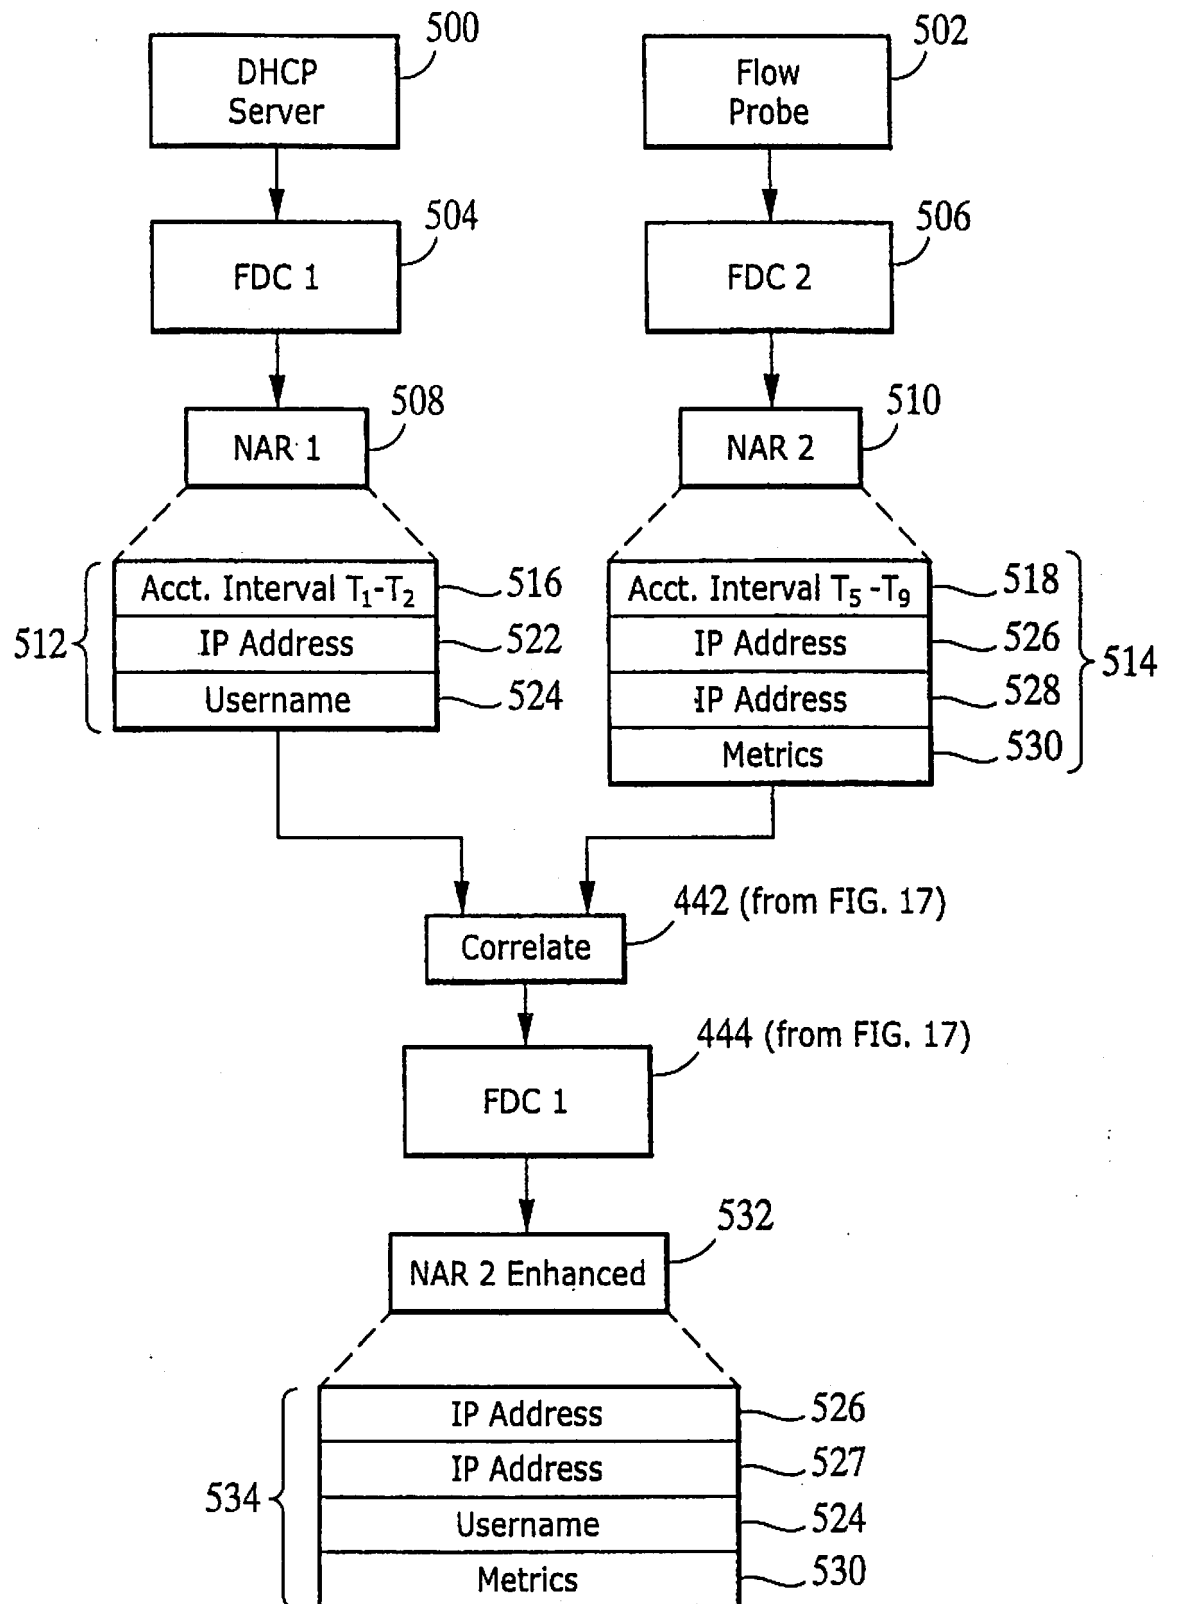 500
502
DHCP
Server
Flow
Probe
504
506
FDC 1
FDC 2
508
510
NAR 1
NAR 2
512
Acct. Interval T₁-T₂
516
IP Address
522
Username
524
Acct. Interval T₅-T₉
518
IP Address
526
IP Address
528
Metrics
530
514
442 (from FIG. 17)
Correlate
444 (from FIG. 17)
FDC 1
532
NAR 2 Enhanced
534
IP Address
526
IP Address
527
Username
524
Metrics
530